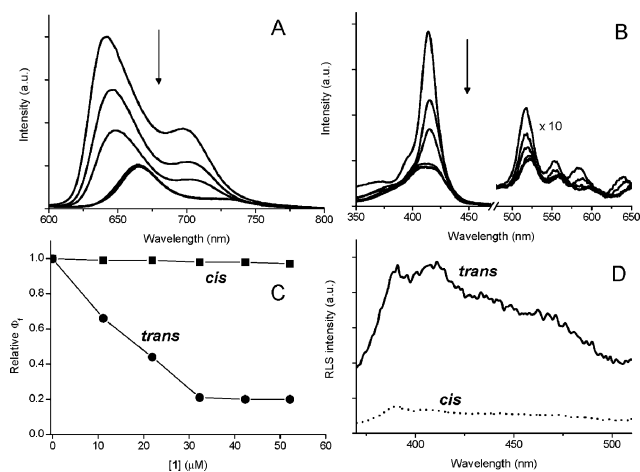 A
Intensity (a.u.)
600 650 700 750 800
Wavelength (nm)
B
Intensity (a.u.)
x 10
350 400 450 500 550 600 650
Wavelength (nm)
C
Relative Φf
1.0
0.8
0.6
0.4
0.2
0.0
cis
trans
0 10 20 30 40 50 60
[1] (µM)
D
RLS intensity (a.u.)
trans
cis
400 450 500
Wavelength (nm)